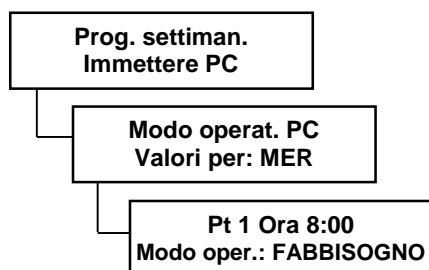 Prog. settiman.
Immettere PC
Modo operat. PC
Valori per: MER
Pt 1 Ora 8:00
Modo oper.: FABBISOGNO